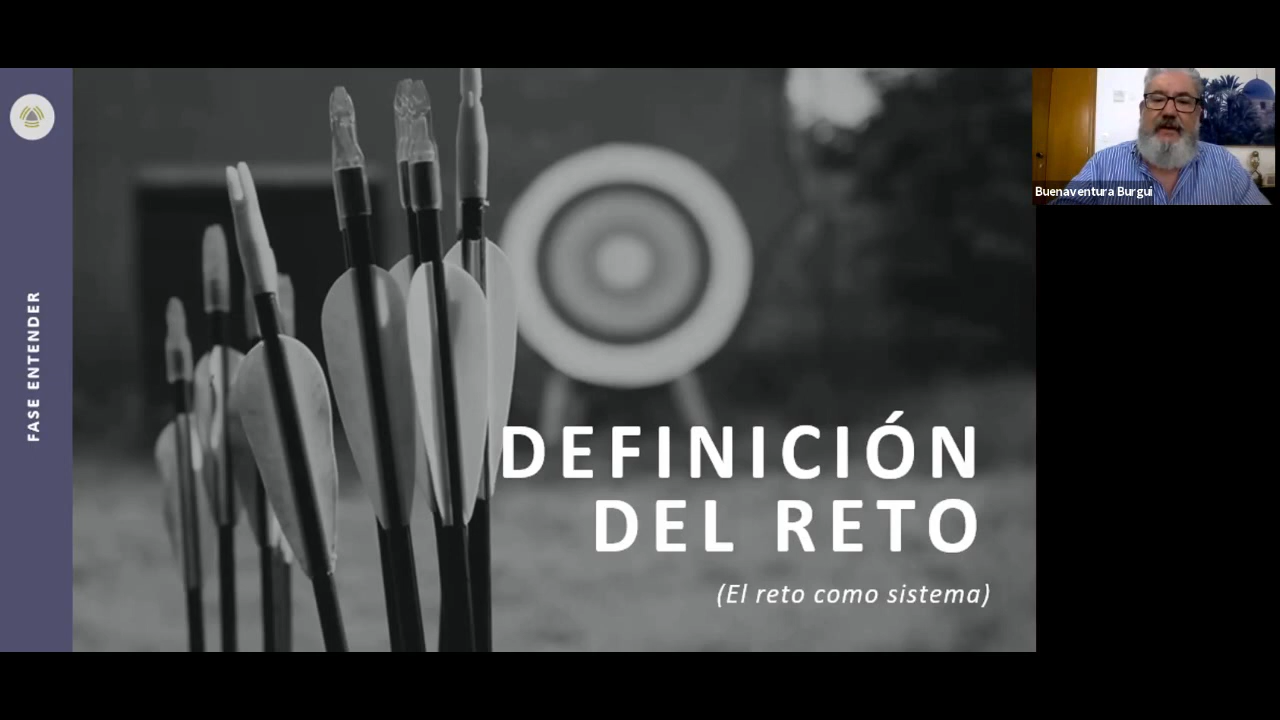 FASE ENTENDER
DEFINICIÓN
DEL RETO
(El reto como sistema)
Buenaventura Burgui